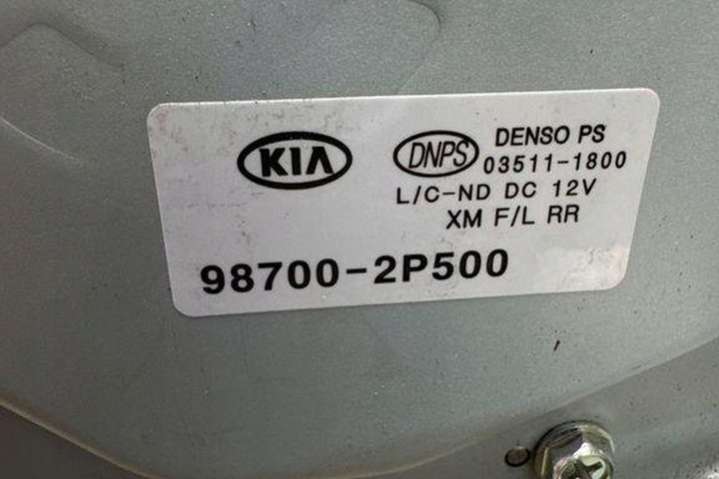 KIA
DNPS
DENSO PS
03511-1800
L/C-ND DC 12V
XM F/L RR
98700-2P500